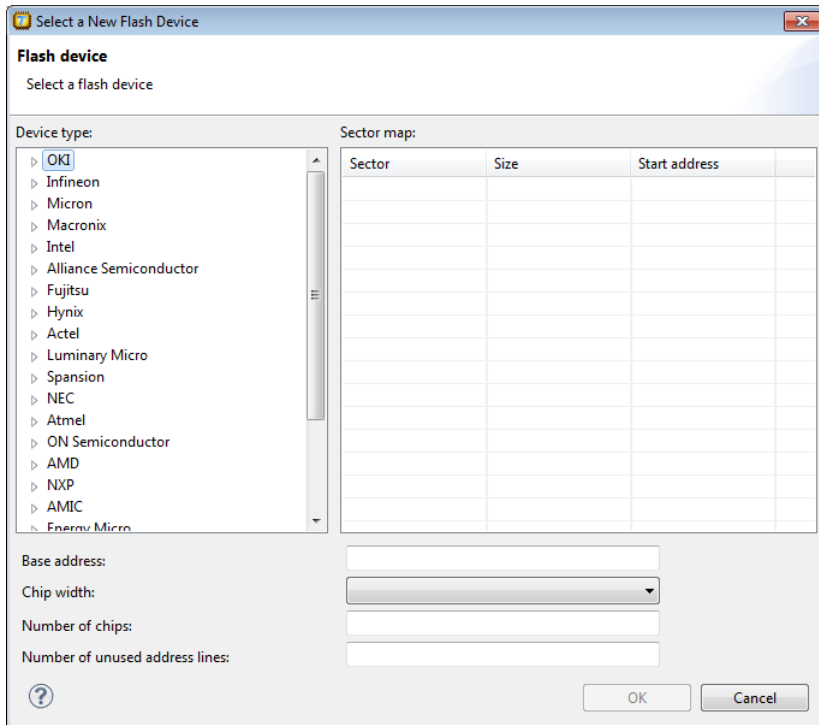 Select a New Flash Device
Flash device
Select a flash device
Device type:
Sector map:
OKI
Infineon
Micron
Macronix
Intel
Alliance Semiconductor
Fujitsu
Hynix
Actel
Luminary Micro
Spansion
NEC
Atmel
ON Semiconductor
AMD
NXP
AMIC
Energy Micro
Sector Size Start address
Base address:
Chip width:
Number of chips:
Number of unused address lines:
?
OK Cancel